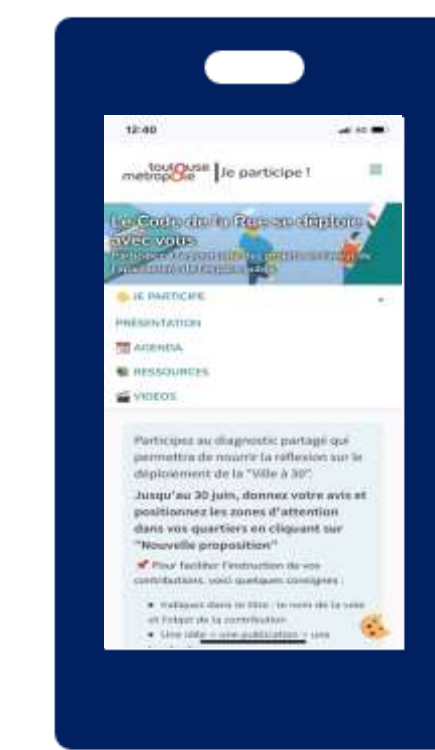 12:40
toulouse
metropole Je participe !
Le Code de la Rue se déploie
avec vous
JE PARTICIPE
PRÉSENTATION
AGENDA
RESSOURCES
VIDEOS
Participez au diagnostic partagé qui
permettra de nourrir la réflexion sur le
déploiement de la "Ville à 30".
Jusqu'au 30 juin, donnez votre avis et
positionnez les zones d'attention
dans vos quartiers en cliquant sur
"Nouvelle proposition"
Pour faciliter l'instruction de vos
contributions, voici quelques consignes :
Indiquez dans le titre : le nom de la voie
et l'objet de la contribution
Une idée = une publication = une